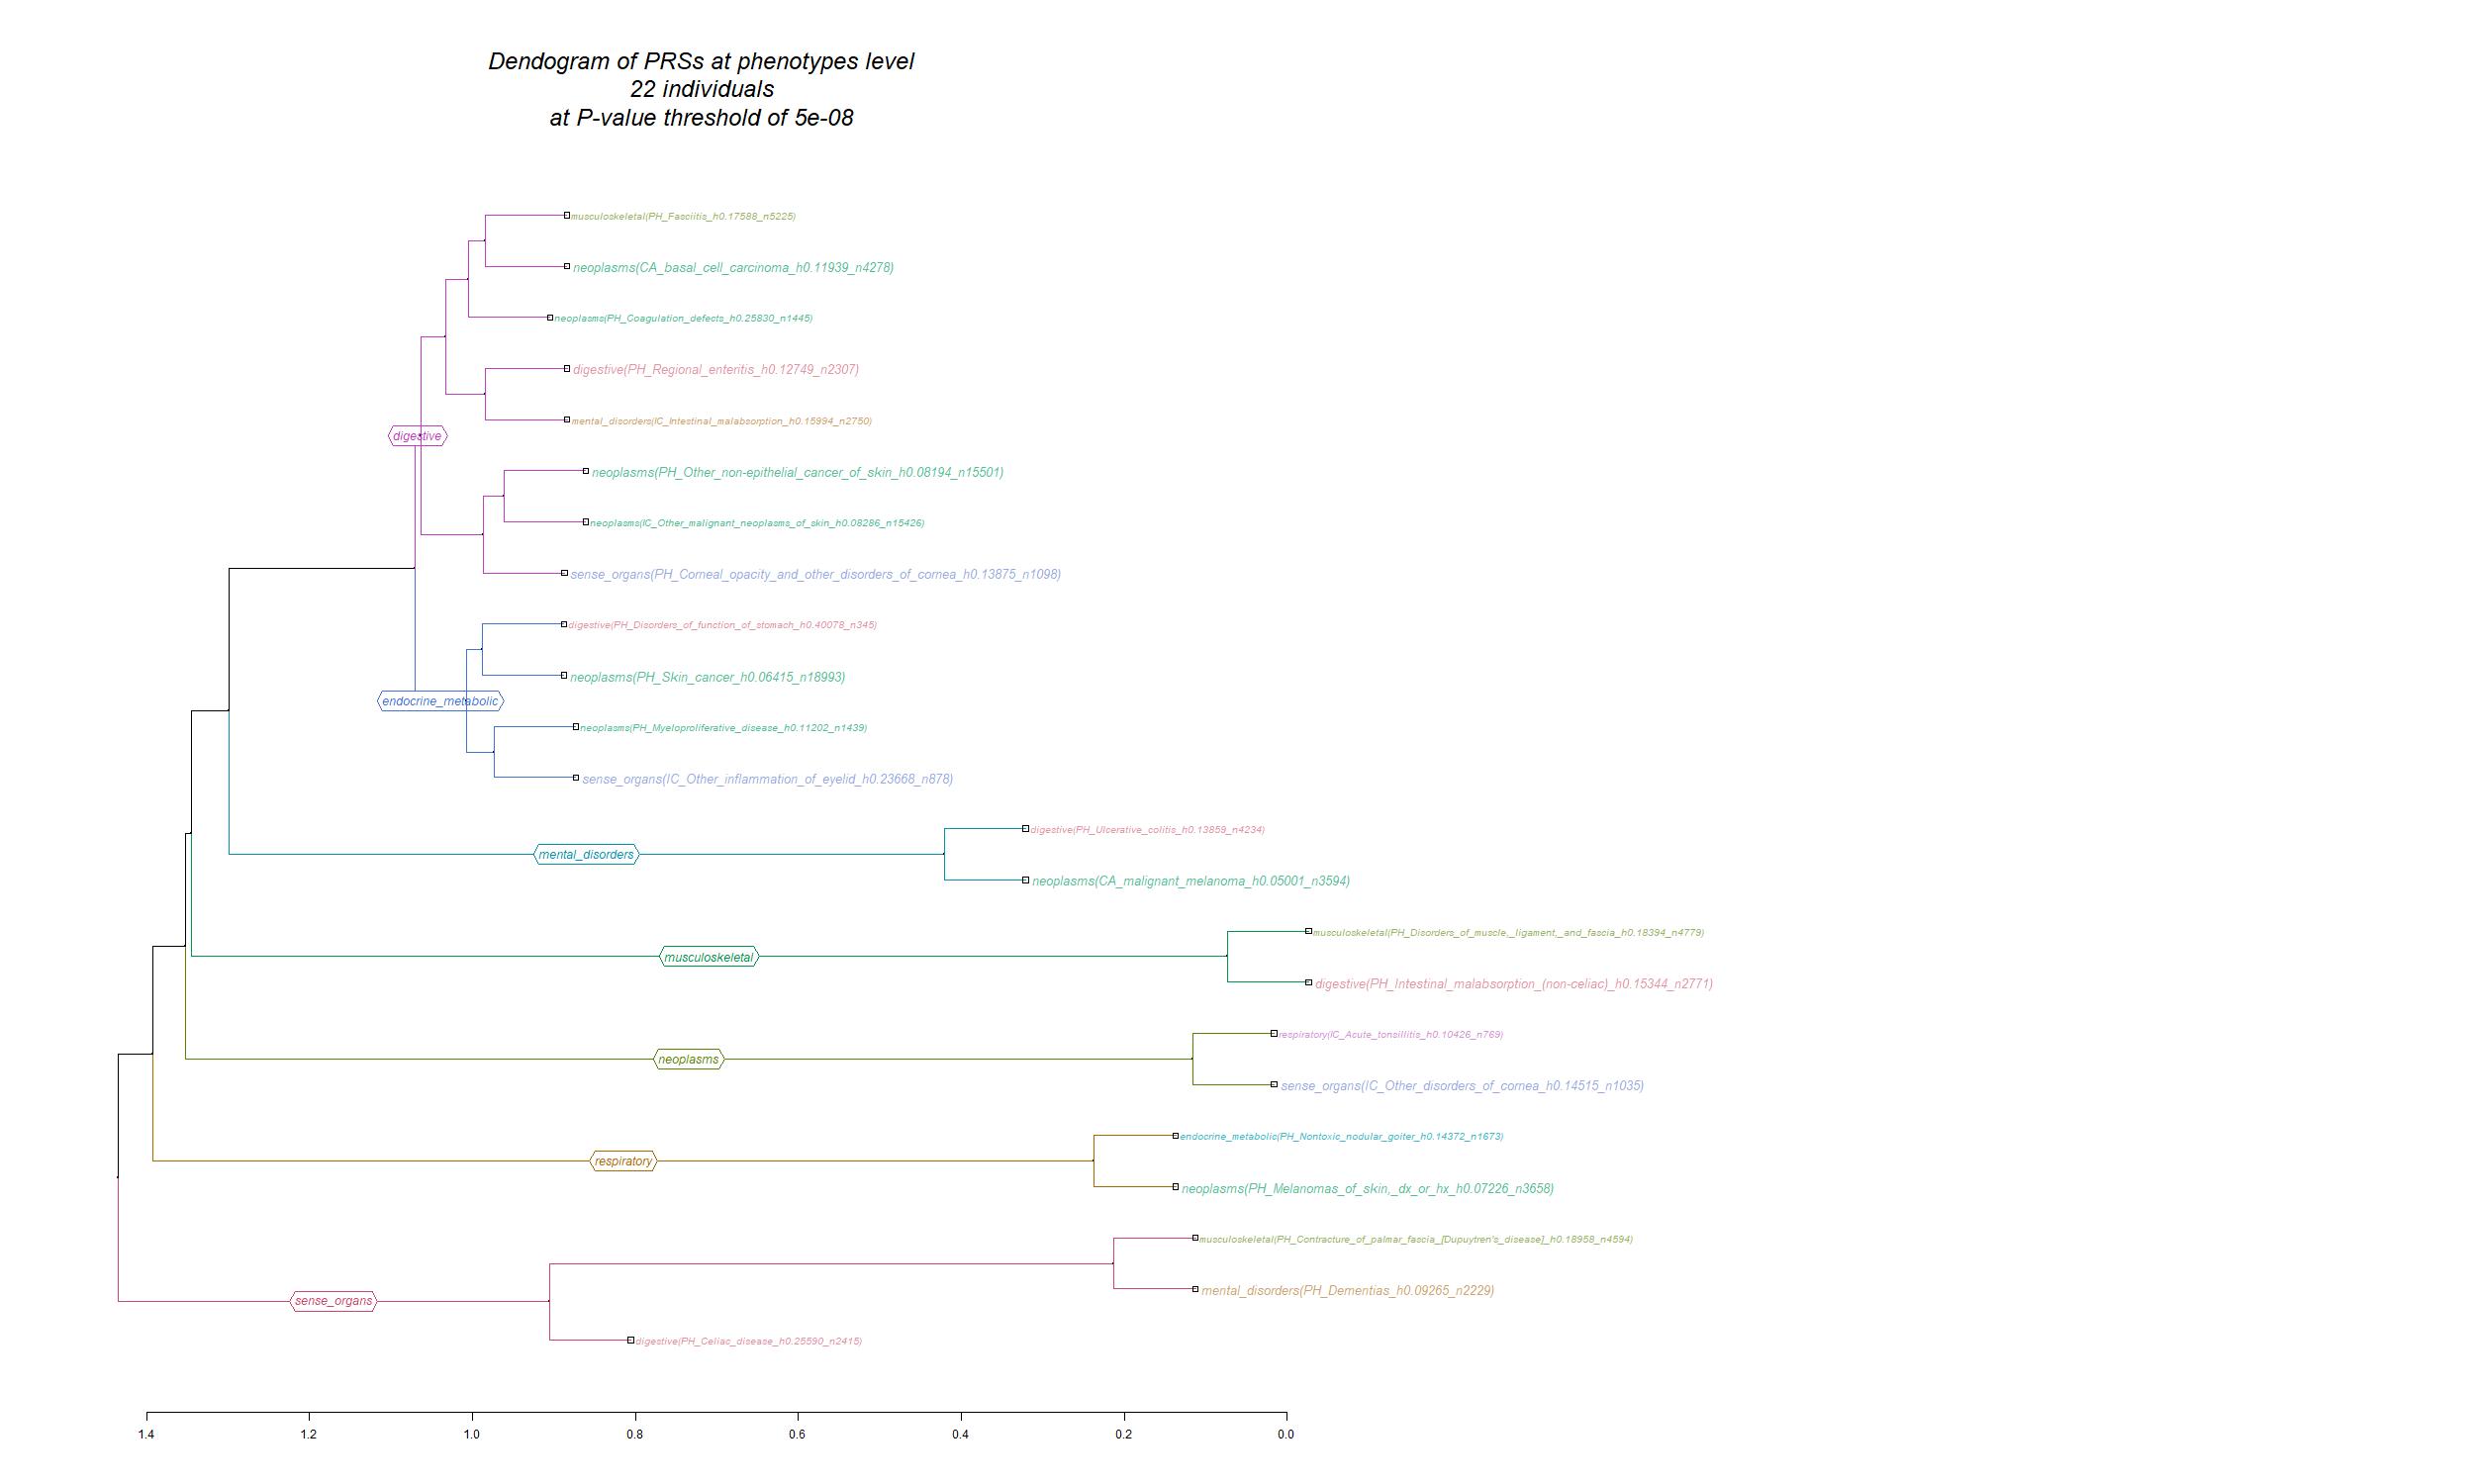 Dendogram of PRSs at phenotypes level
22 individuals
at P-value threshold of 5e-08
musculoskeletal(PH_Fasciitis_h0.17588_n5225)
neoplasms(CA_basal_cell_carcinoma_h0.11939_n4278)
neoplasms(PH_Coagulation_defects_h0.25830_n1445)
digestive(PH_Regional_enteritis_h0.12749_n2307)
mental_disorders(IC_Intestinal_malabsorption_h0.15994_n2750)
digestive
neoplasms(PH_Other_non-epithelial_cancer_of_skin_h0.08194_n15501)
neoplasms(IC_Other_malignant_neoplasms_of_skin_h0.08286_n15426)
sense_organs(PH_Corneal_opacity_and_other_disorders_of_cornea_h0.13875_n1098)
digestive(PH_Disorders_of_function_of_stomach_h0.40078_n345)
neoplasms(PH_Skin_cancer_h0.06415_n18993)
endocrine_metabolic
neoplasms(PH_Myeloproliferative_disease_h0.11202_n1439)
sense_organs(IC_Other_inflammation_of_eyelid_h0.23668_n878)
digestive(PH_Ulcerative_colitis_h0.13859_n4234)
mental_disorders
neoplasms(CA_malignant_melanoma_h0.05001_n3594)
musculoskeletal(PH_Disorders_of_muscle,_ligament,_and_fascia_h0.18394_n4779)
musculoskeletal
digestive(PH_Intestinal_malabsorption_(non-celiac)_h0.15344_n2771)
respiratory(IC_Acute_tonsillitis_h0.10426_n769)
neoplasms
sense_organs(IC_Other_disorders_of_cornea_h0.14515_n1035)
endocrine_metabolic(PH_Nontoxic_nodular_goiter_h0.14372_n1673)
respiratory
neoplasms(PH_Melanomas_of_skin,_dx_or_hx_h0.07226_n3658)
musculoskeletal(PH_Contracture_of_palmar_fascia_[Dupuytren's_disease]_h0.18958_n4594)
mental_disorders(PH_Dementias_h0.09265_n2229)
sense_organs
digestive(PH_Celiac_disease_h0.25590_n2415)
1.4 1.2 1.0 0.8 0.6 0.4 0.2 0.0